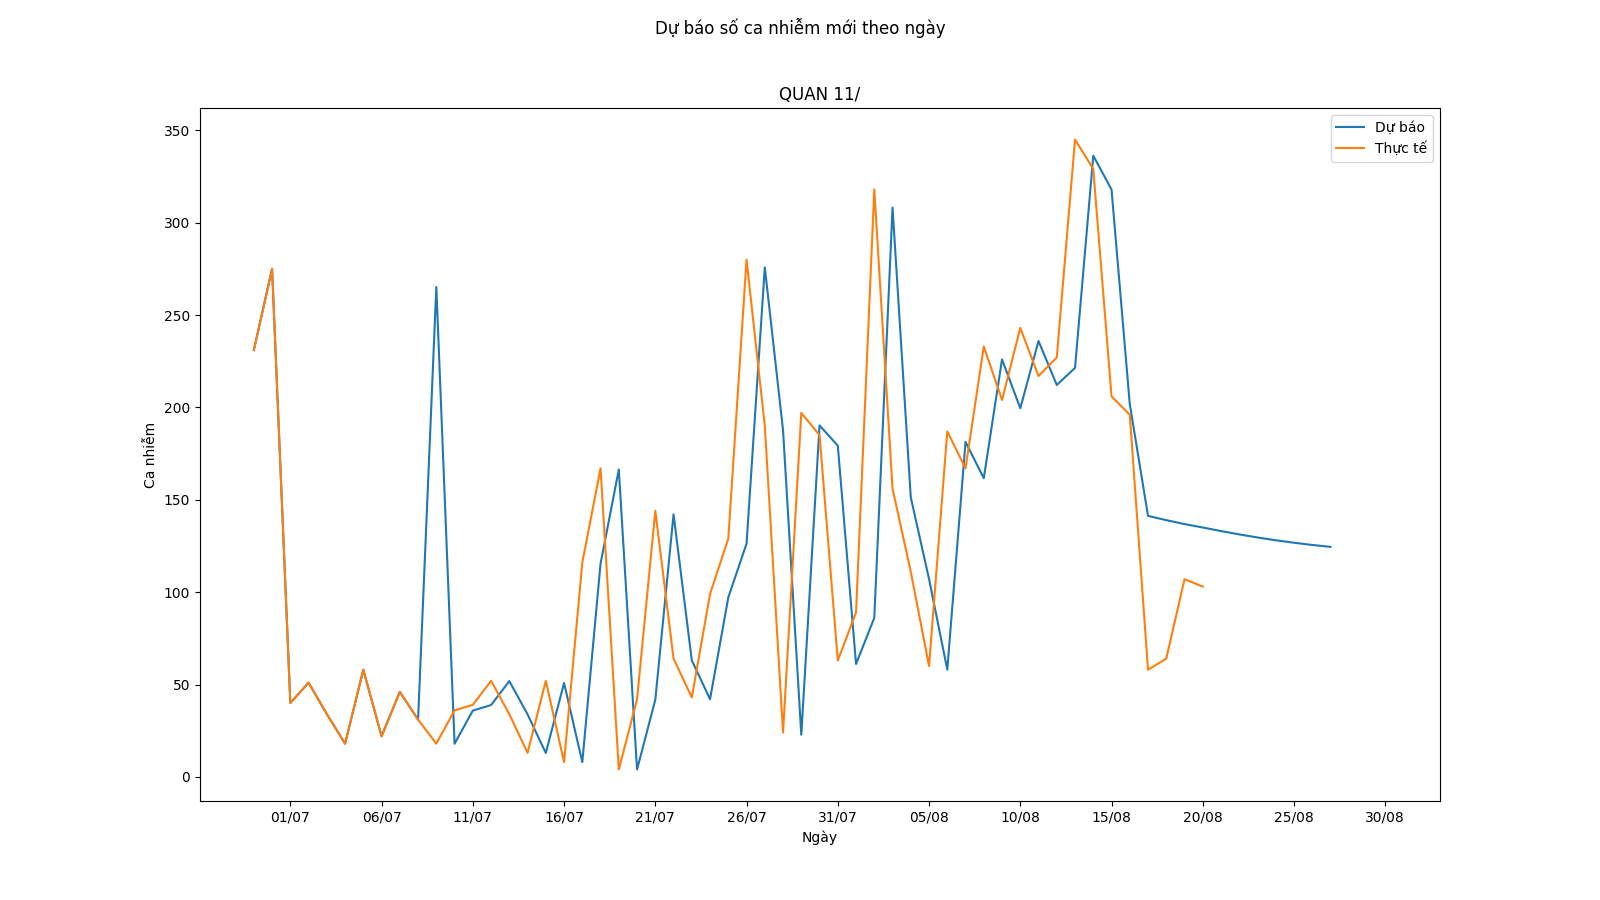 Dự báo số ca nhiễm mới theo ngày
QUAN 11/
Dự báo
Thực tế
350
300
250
200
150
100
50
0
Ca nhiễm
01/07 06/07 11/07 16/07 21/07 26/07 31/07 05/08 10/08 15/08 20/08 25/08 30/08
Ngày